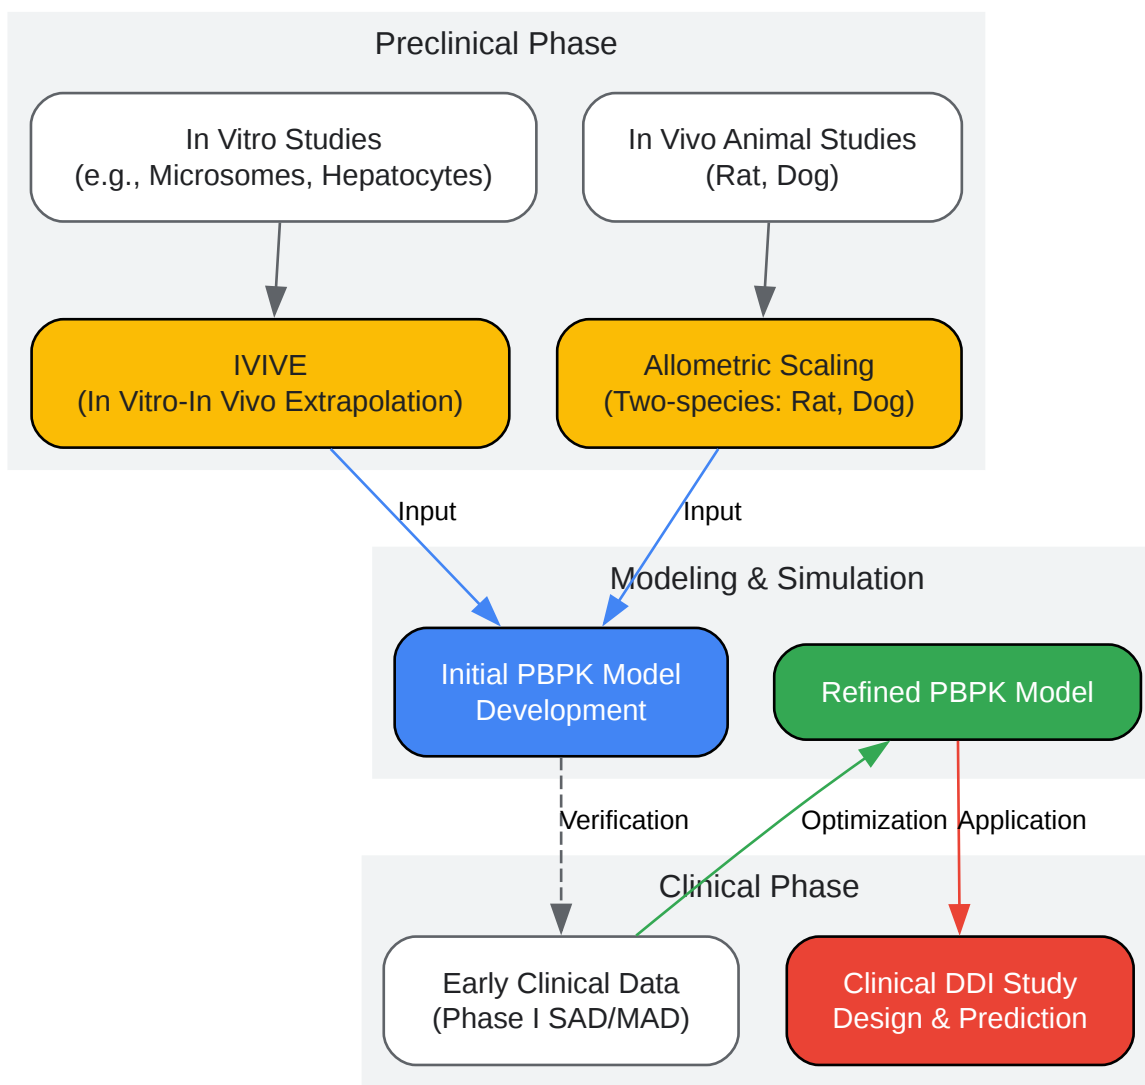 Preclinical Phase
In Vitro Studies
(e.g., Microsomes, Hepatocytes)
In Vivo Animal Studies
(Rat, Dog)
IVIVE
(In Vitro-In Vivo Extrapolation)
Allometric Scaling
(Two-species: Rat, Dog)
Input
Input
Modeling & Simulation
Initial PBPK Model
Development
Refined PBPK Model
Verification
Optimization
Application
Clinical Phase
Early Clinical Data
(Phase I SAD/MAD)
Clinical DDI Study
Design & Prediction